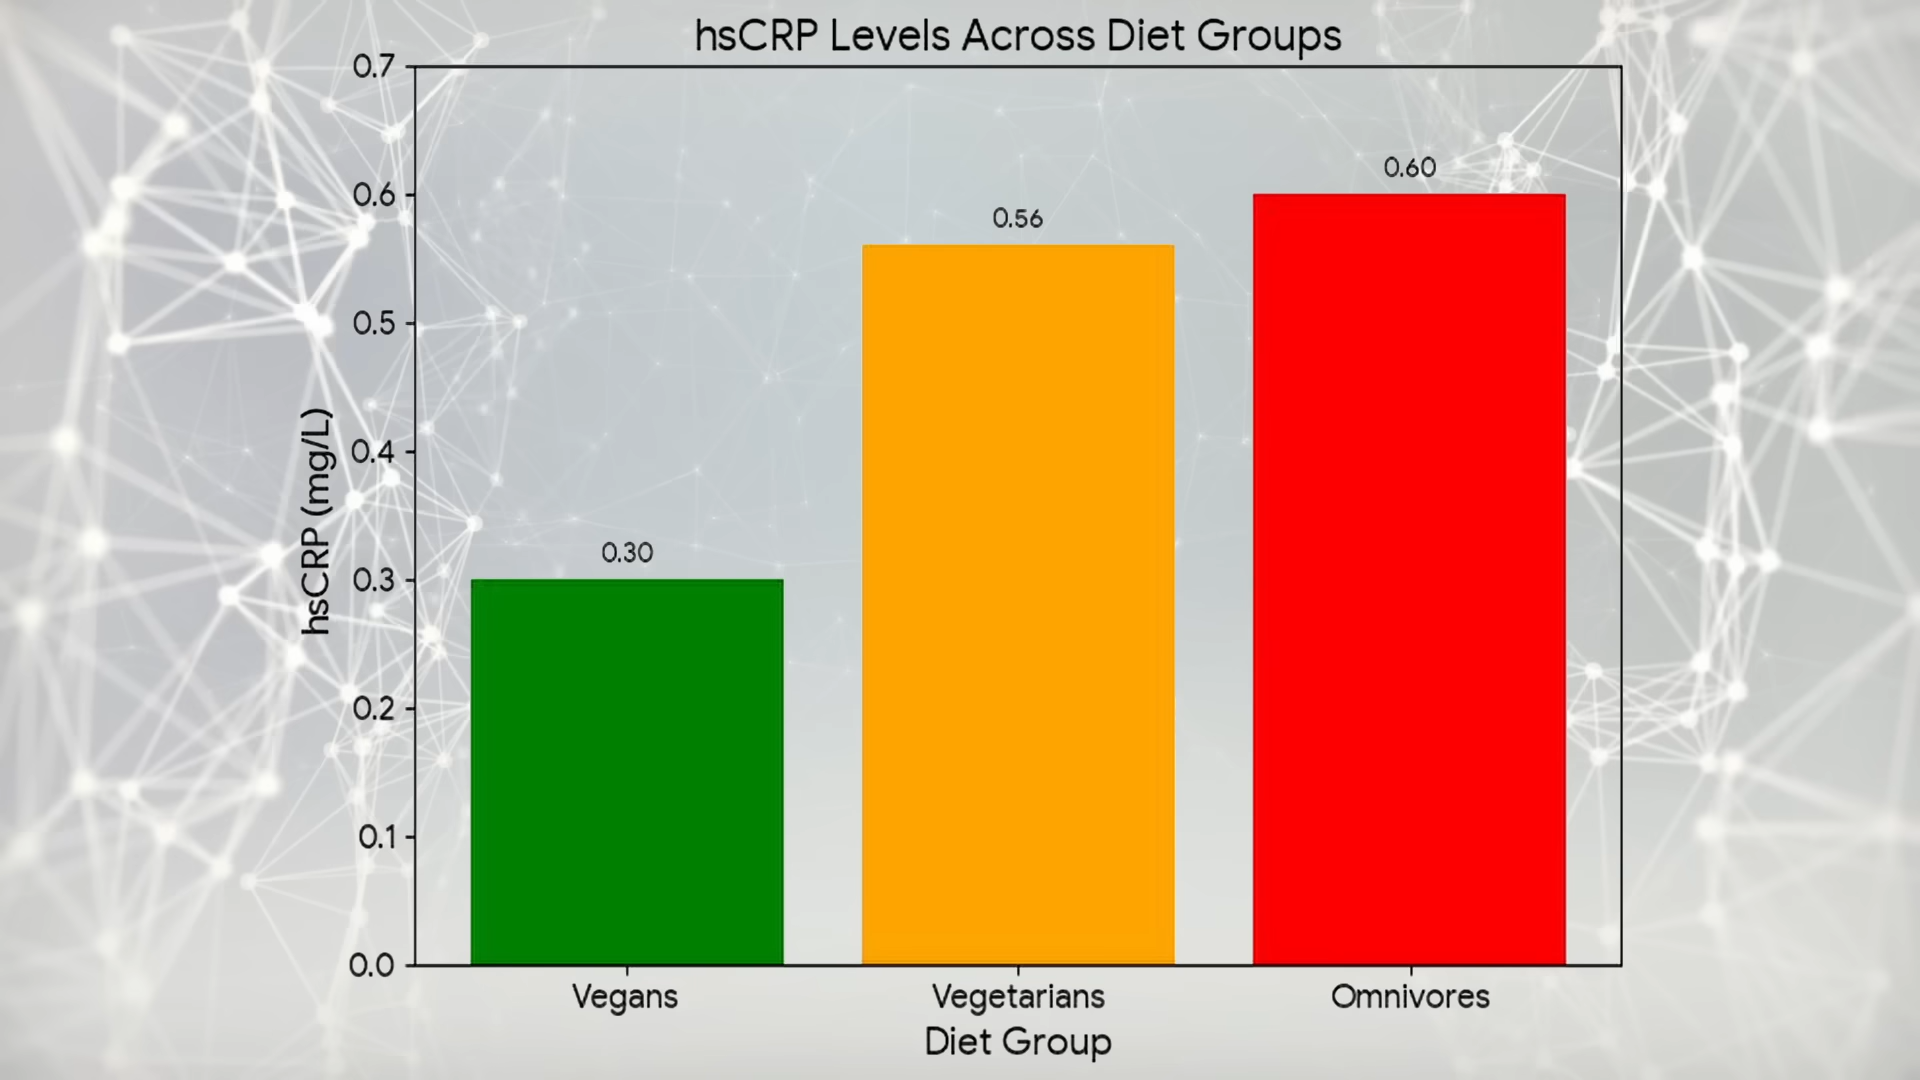 hsCRP Levels Across Diet Groups
0.7
0.6
0.5
0.4
0.3
0.2
0.1
0.0
hsCRP (mg/L)
0.30
0.56
0.60
Vegans
Vegetarians
Omnivores
Diet Group